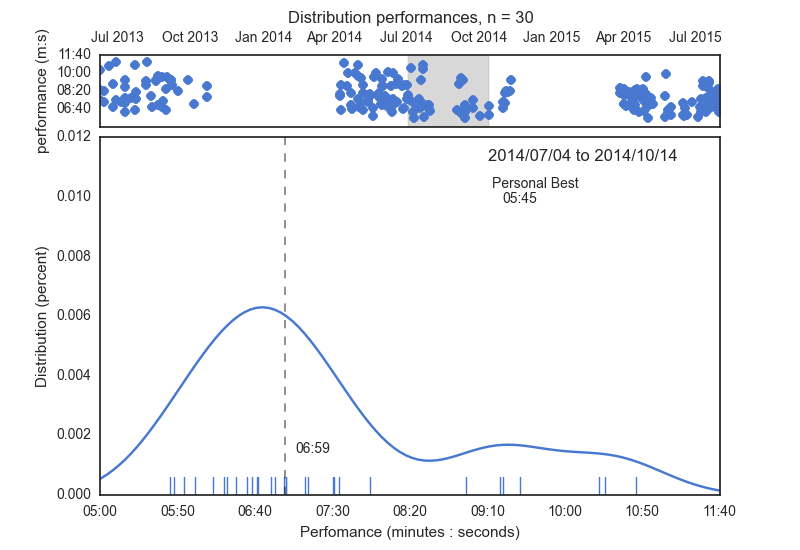 Distribution performances, n = 30
Jul 2013 Oct 2013 Jan 2014 Apr 2014 Jul 2014 Oct 2014 Jan 2015 Apr 2015 Jul 2015
performance (m:s)
11:40
10:00
08:20
06:40
Distribution (percent)
0.012
0.010
0.008
0.006
0.004
0.002
0.000
2014/07/04 to 2014/10/14
Personal Best
05:45
06:59
05:00 05:50 06:40 07:30 08:20 09:10 10:00 10:50 11:40
Perfomance (minutes : seconds)